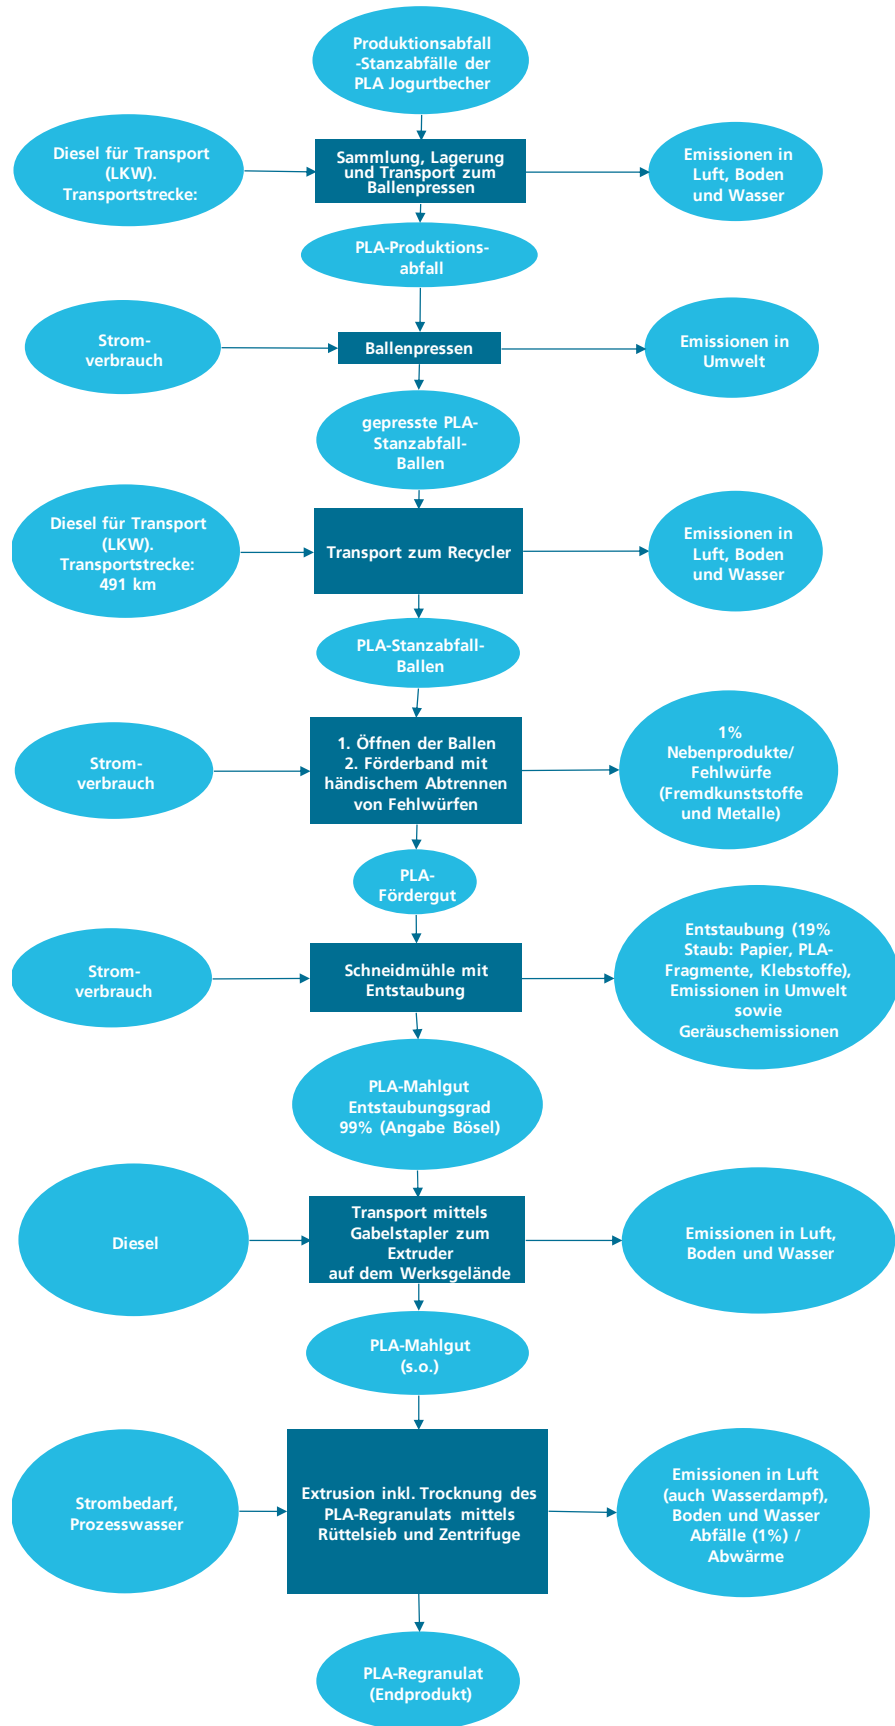 Produktionsabfall
-Stanzabfälle der
PLA Jogurtbecher
Diesel für Transport
(LKW).
Transportstrecke:
Sammlung, Lagerung
und Transport zum
Ballenpressen
Emissionen in
Luft, Boden
und Wasser
PLA-Produktions-
abfall
Strom-
verbrauch
Ballenpressen
Emissionen in
Umwelt
gepresste PLA-
Stanzabfall-
Ballen
Diesel für Transport
(LKW).
Transportstrecke:
491 km
Transport zum Recycler
Emissionen in
Luft, Boden
und Wasser
PLA-Stanzabfall-
Ballen
Strom-
verbrauch
1. Öffnen der Ballen
2. Förderband mit
händischem Abtrennen
von Fehlwürfen
1%
Nebenprodukte/
Fehlwürfe
(Fremdkunststoffe
und Metalle)
PLA-
Fördergut
Strom-
verbrauch
Schneidmühle mit
Entstaubung
Entstaubung (19%
Staub: Papier, PLA-
Fragmente, Klebstoffe),
Emissionen in Umwelt
sowie
Geräuschemissionen
PLA-Mahlgut
Entstaubungsgrad
99% (Angabe Bösel)
Diesel
Transport mittels
Gabelstapler zum
Extruder
auf dem Werksgelände
Emissionen in Luft,
Boden und Wasser
PLA-Mahlgut
(s.o.)
Strombedarf,
Prozesswasser
Extrusion inkl. Trocknung des
PLA-Regranulats mittels
Rüttelsieb und Zentrifuge
Emissionen in Luft
(auch Wasserdampf),
Boden und Wasser
Abfälle (1%) /
Abwärme
PLA-Regranulat
(Endprodukt)